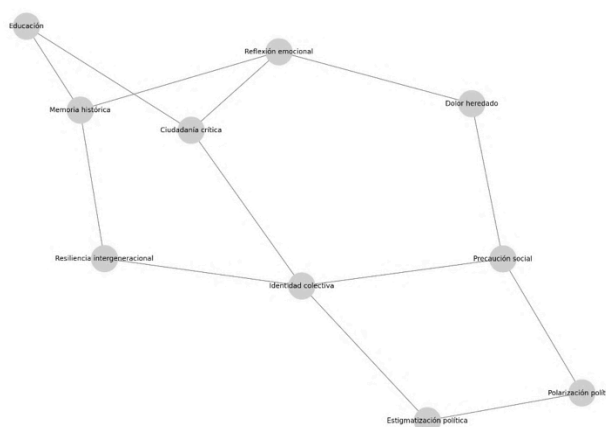 Educación
Reflexión emocional
Dolor heredado
Memoria histórica
Ciudadanía crítica
Resiliencia intergeneracional
Precaución social
Identidad colectiva
Polarización polít
Estigmatización política